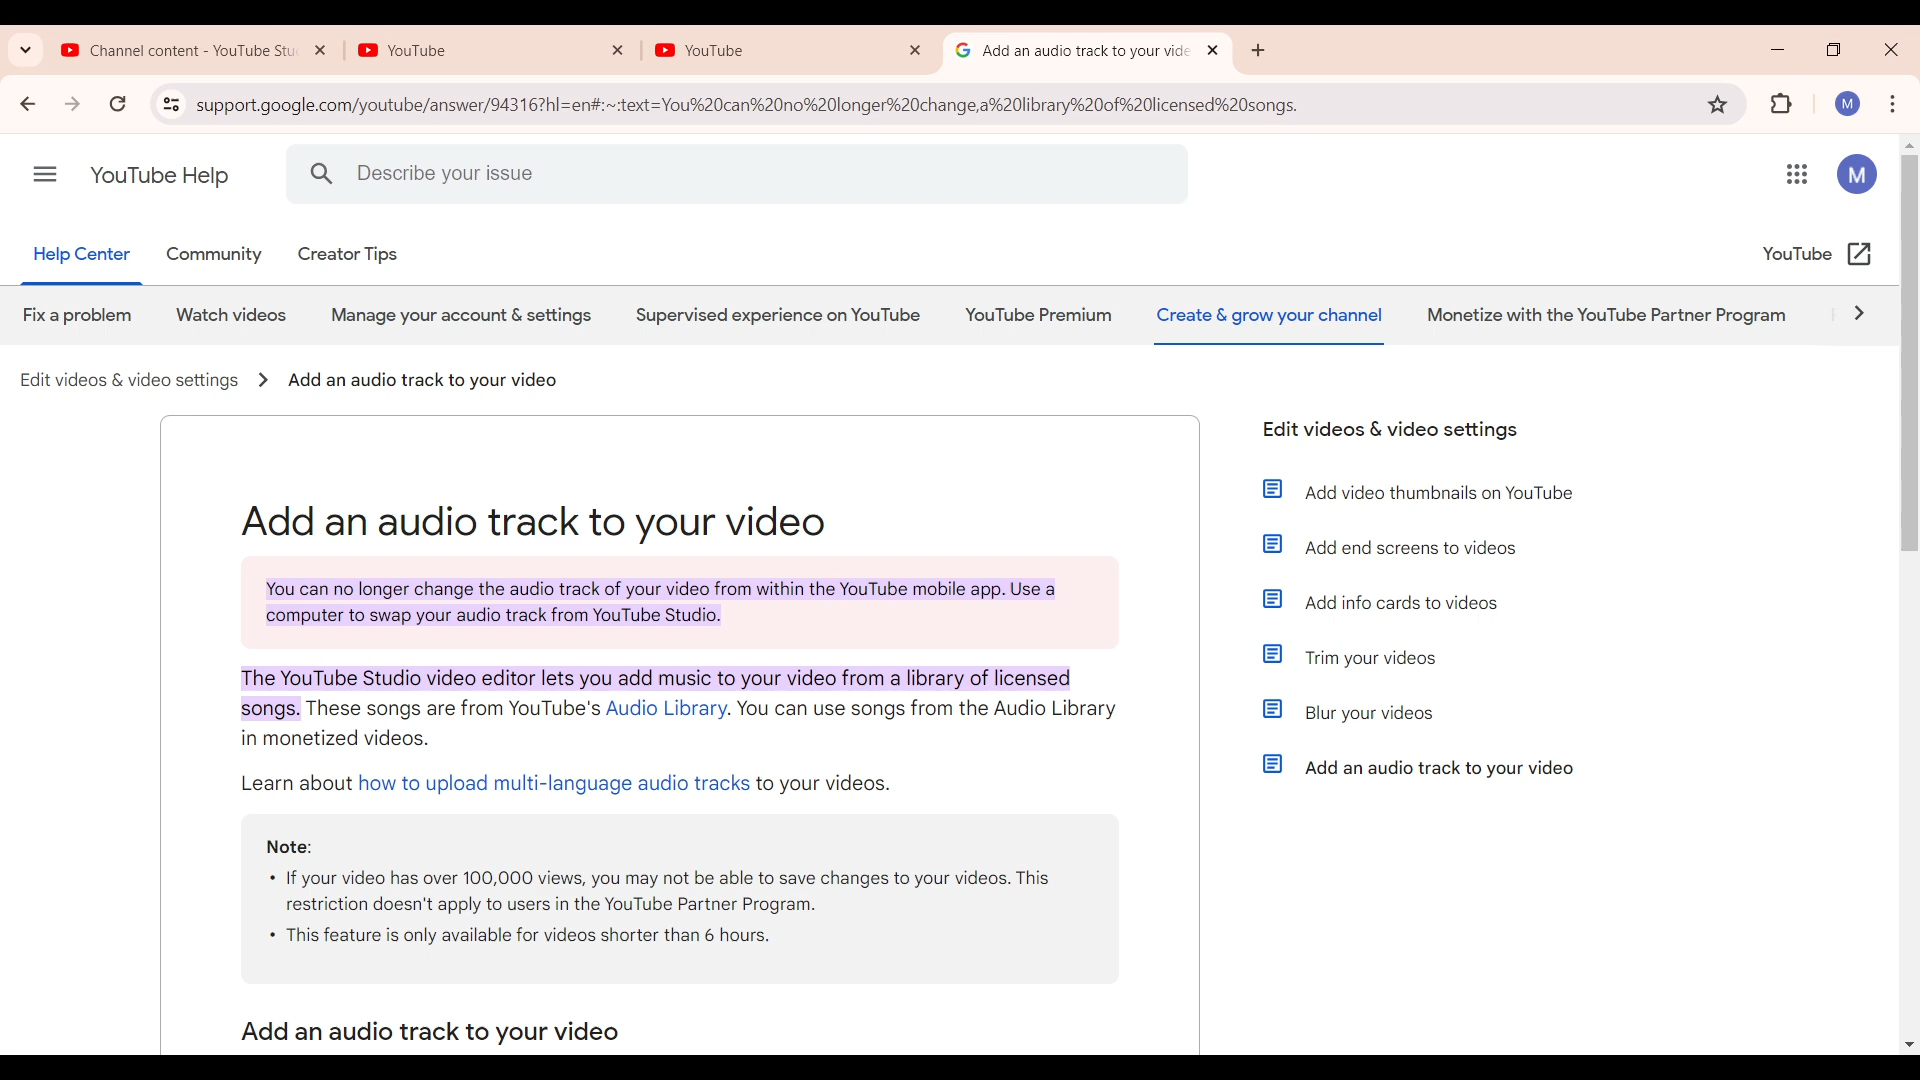 Channel content - YouTube Stu
YouTube
YouTube
Add an audio track to your vide
support.google.com/youtube/answer/94316?hl=en#:~:text=You%20can%20no%20longer%20change,a%20library%20of%20licensed%20songs.
M
YouTube Help
Describe your issue
M
Help Center
Community
Creator Tips
YouTube
Fix a problem
Watch videos
Manage your account & settings
Supervised experience on YouTube
YouTube Premium
Create & grow your channel
Monetize with the YouTube Partner Program
Edit videos & video settings
Add an audio track to your video
Add an audio track to your video
You can no longer change the audio track of your video from within the YouTube mobile app. Use a
computer to swap your audio track from YouTube Studio.
The YouTube Studio video editor lets you add music to your video from a library of licensed
songs. These songs are from YouTube's Audio Library. You can use songs from the Audio Library
in monetized videos.
Learn about how to upload multi-language audio tracks to your videos.
Note:
• If your video has over 100,000 views, you may not be able to save changes to your videos. This
restriction doesn't apply to users in the YouTube Partner Program.
• This feature is only available for videos shorter than 6 hours.
Add an audio track to your video
Edit videos & video settings
Add video thumbnails on YouTube
Add end screens to videos
Add info cards to videos
Trim your videos
Blur your videos
Add an audio track to your video